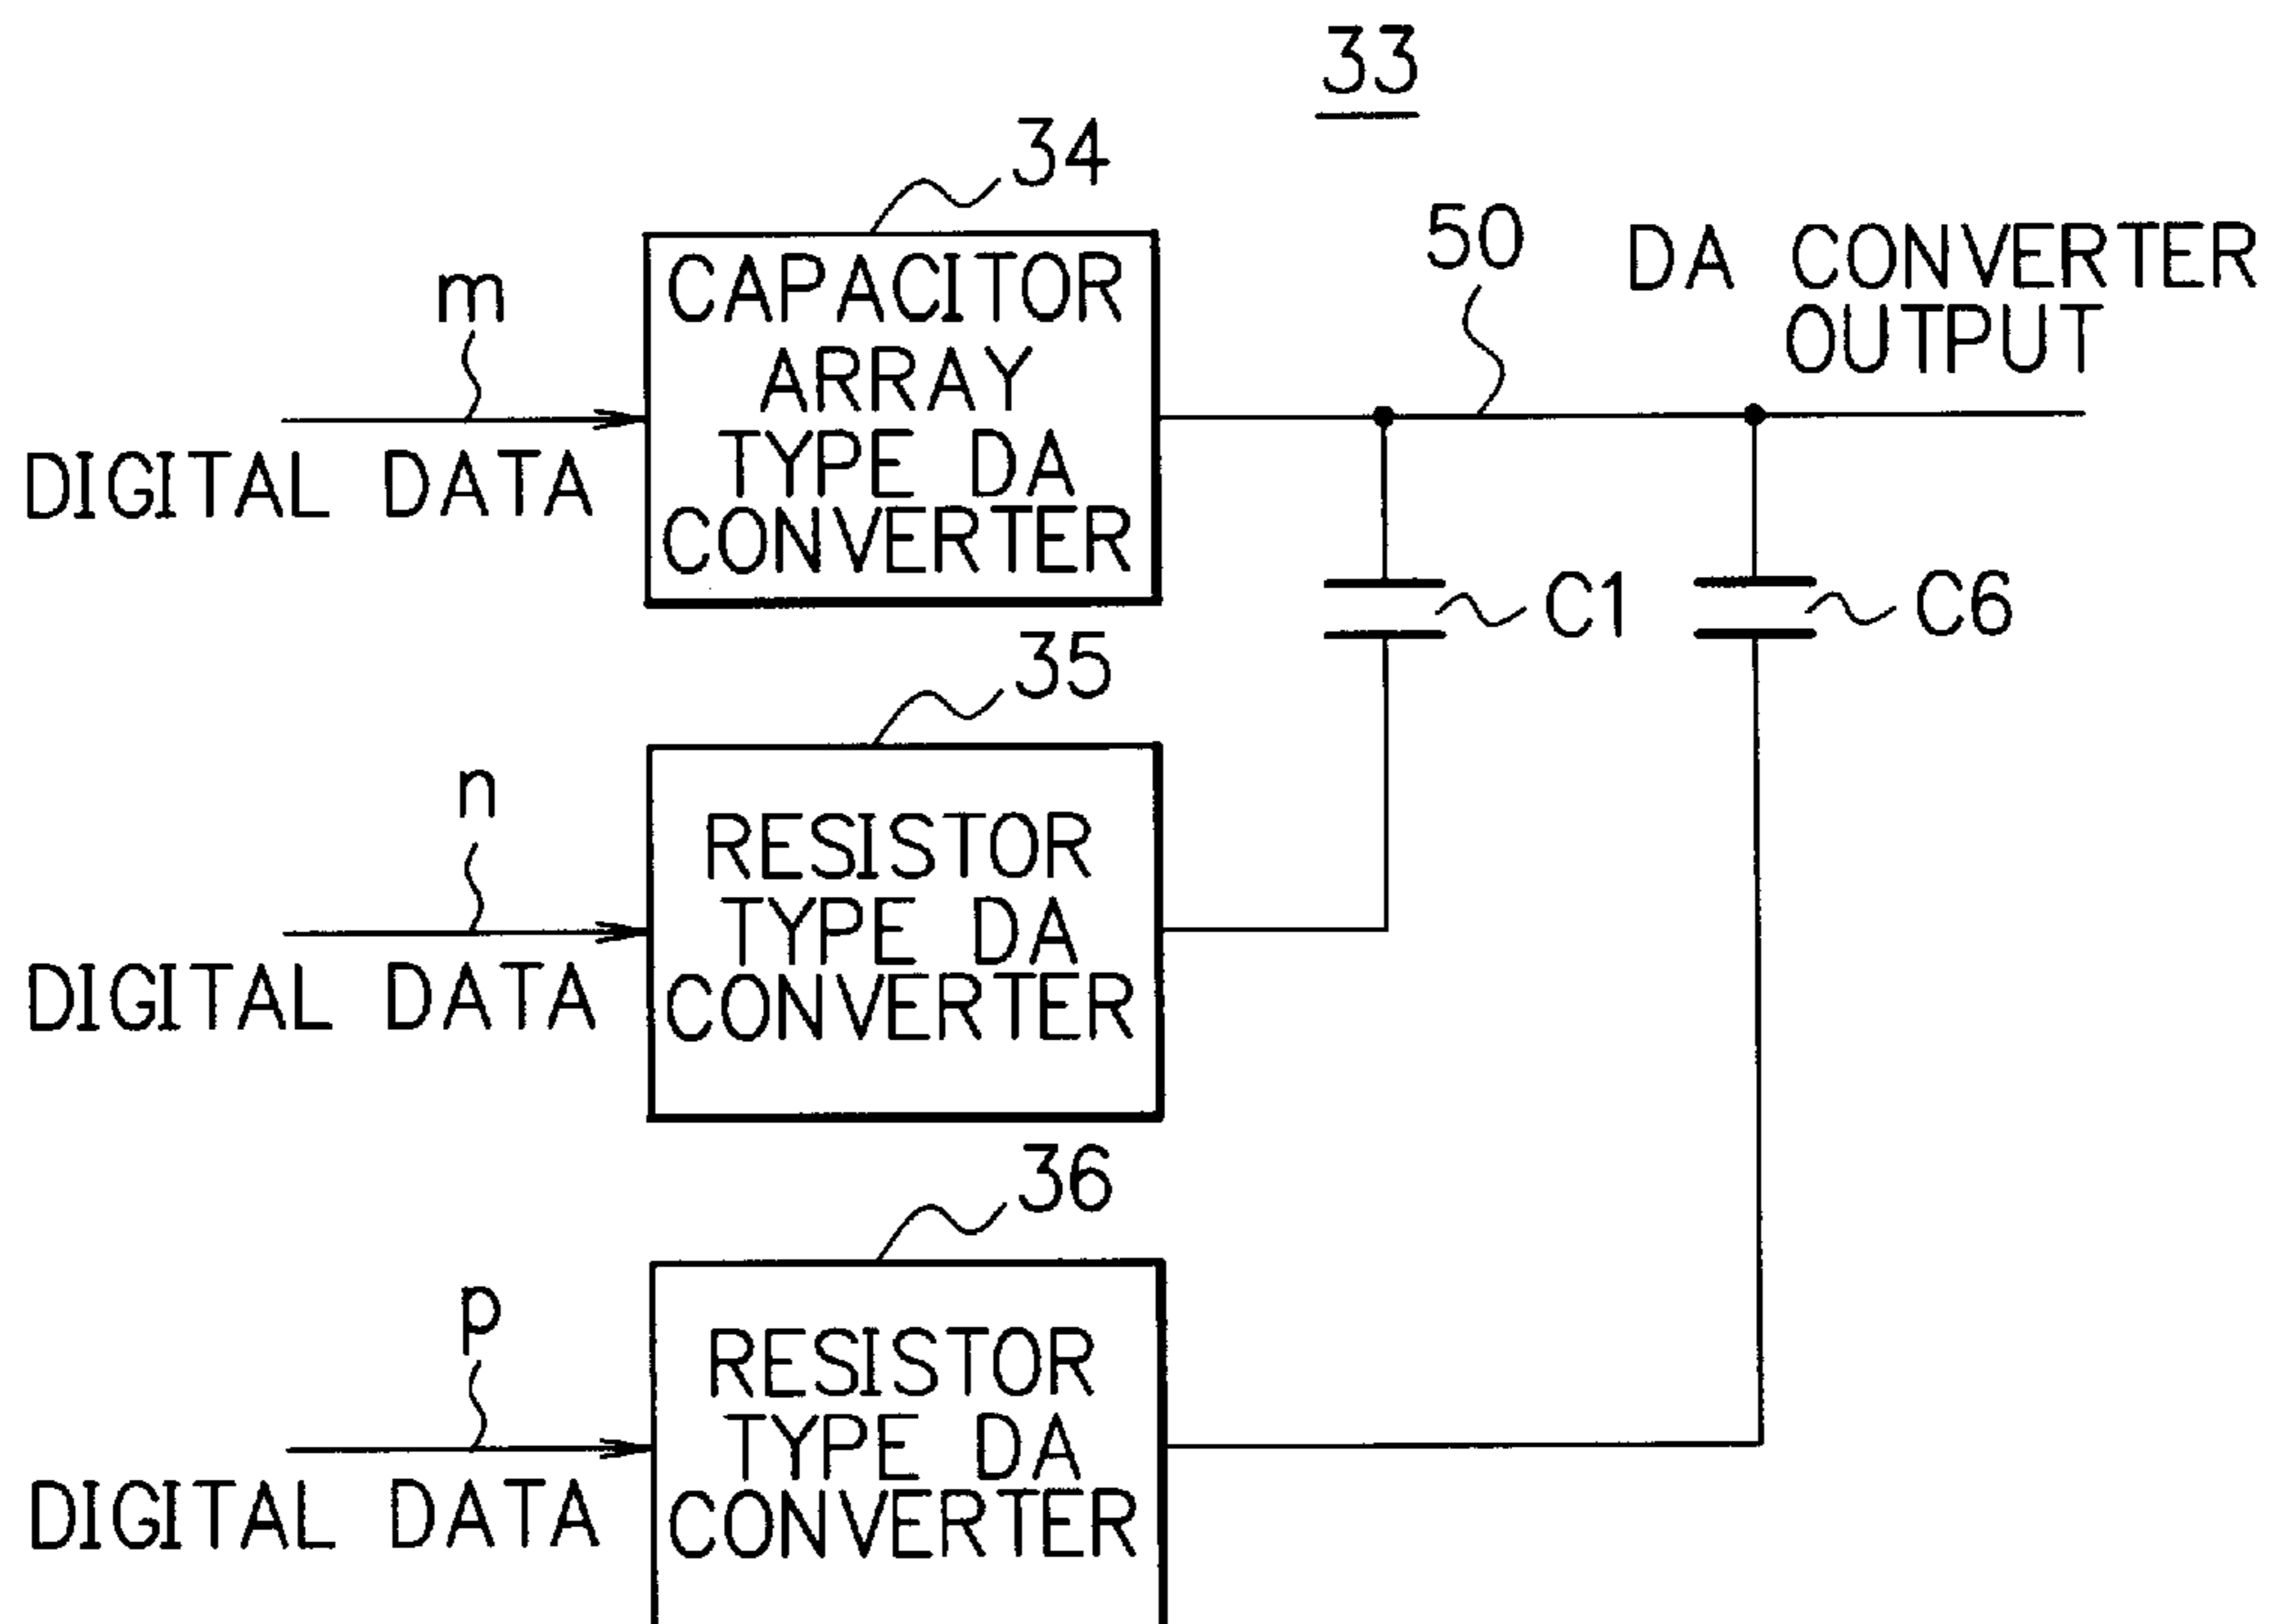 33
34
50
DA CONVERTER
OUTPUT
m
CAPACITOR
ARRAY
TYPE DA
CONVERTER
DIGITAL DATA
C1
C6
35
n
RESISTOR
TYPE DA
CONVERTER
DIGITAL DATA
36
p
RESISTOR
TYPE DA
CONVERTER
DIGITAL DATA